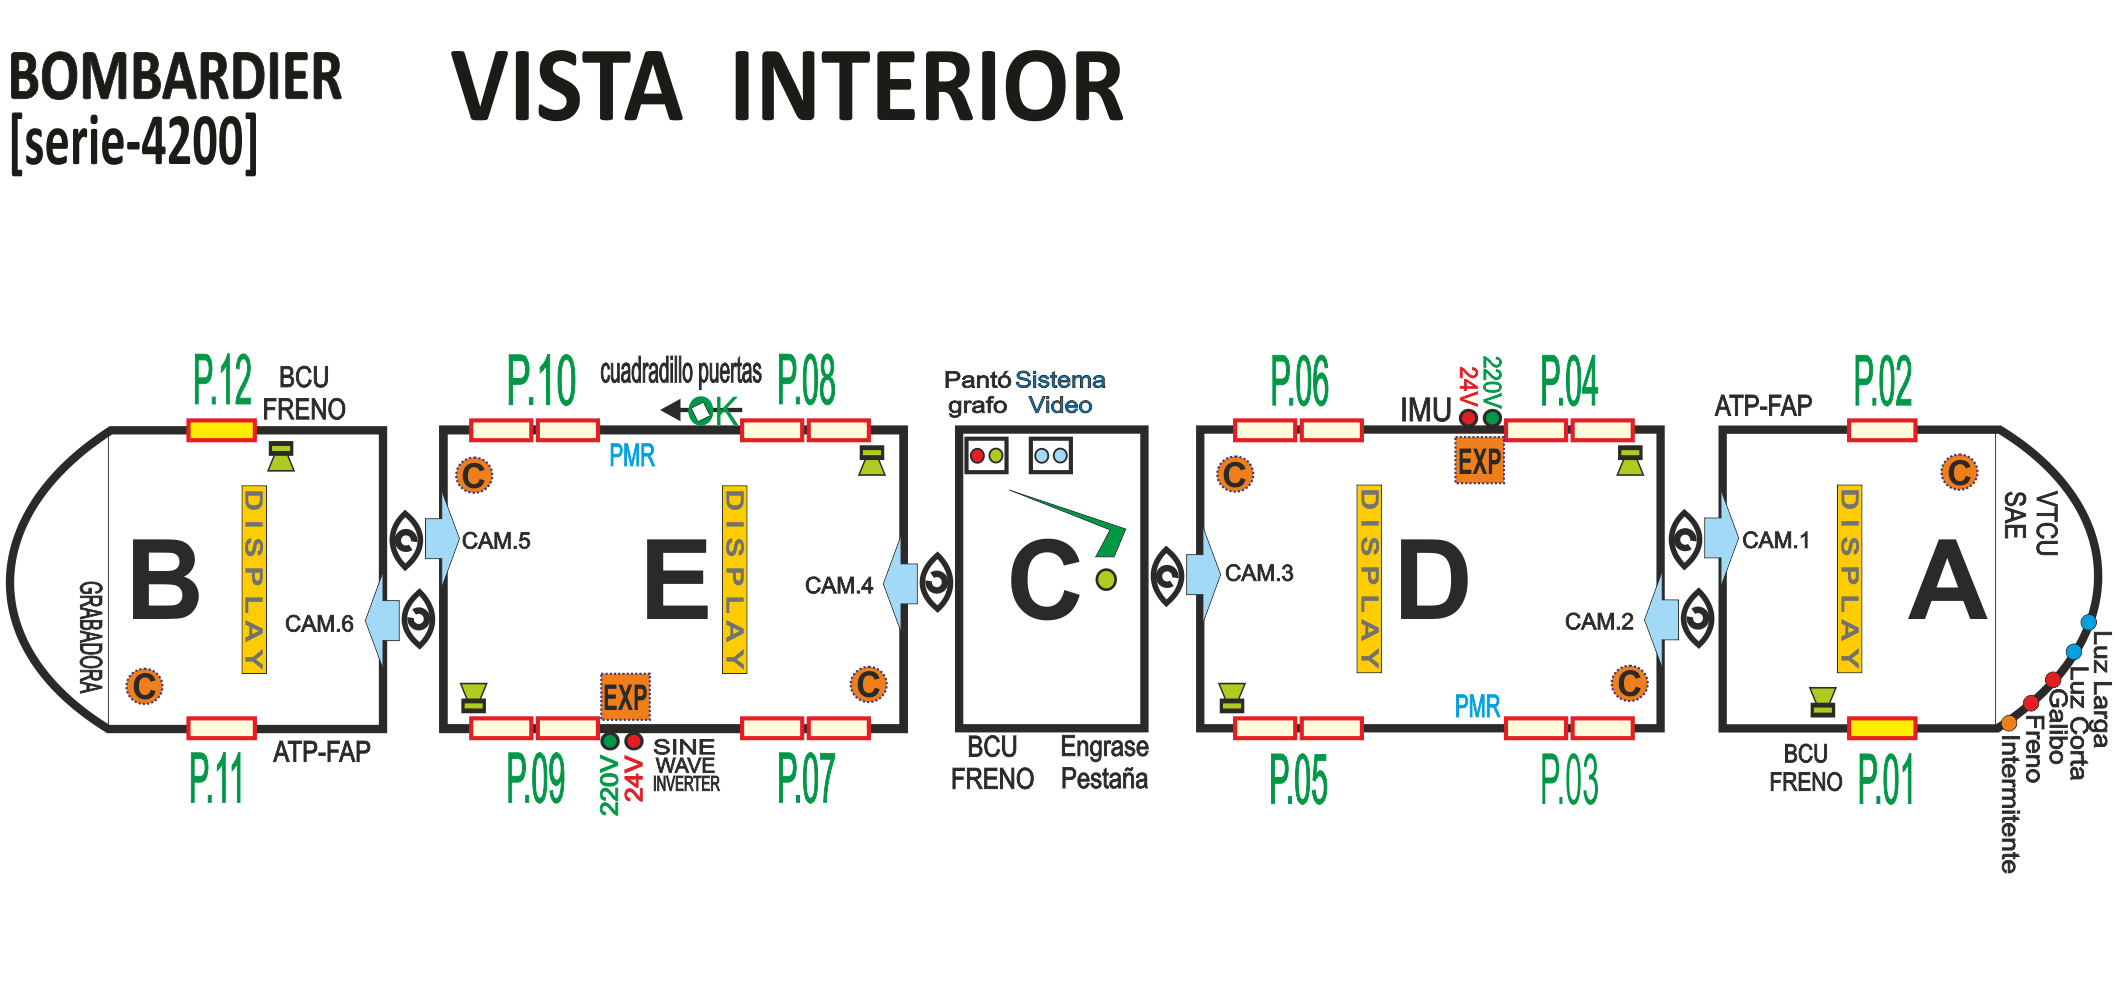 BOMBARDIER
[serie-4200]
VISTA INTERIOR
P.12
BCU
FRENO
P.10
cuadradillo puertas
K
P.08
Pantó
grafo
Sistema
Video
P.06
IMU
24V
220V
P.04
ATP-FAP
P.02
C
PMR
C
EXP
C
DISPLAY
DISPLAY
DISPLAY
DISPLAY
VTCU
SAE
GRABADORA
B
CAM.6
C
C
CAM.5
E
CAM.4
C
C
C
CAM.3
D
CAM.2
C
C
CAM.1
A
C
EXP
C
PMR
C
Luz Larga
Luz Corta
Galibo
Freno
Intermitente
P.11
ATP-FAP
P.09
220V
24V
SINE
WAVE
INVERTER
P.07
BCU
FRENO
Engrase
Pestaña
P.05
P.03
BCU
FRENO
P.01